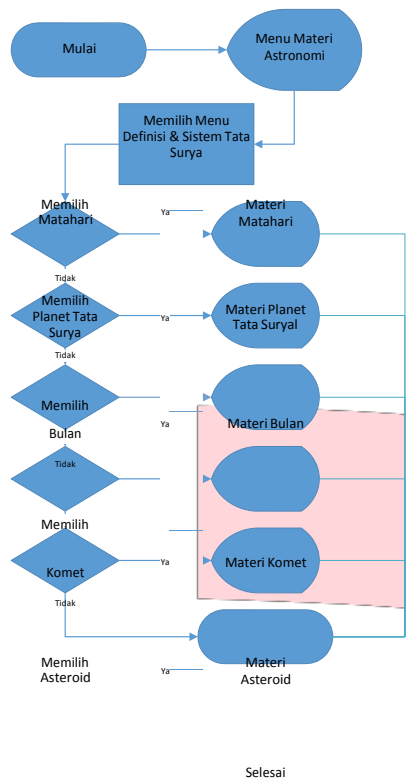 Mulai
Menu Materi
Astronomi
Memilih Menu
Definisi & Sistem Tata
Surya
Memilih
Matahari
Ya
Materi
Matahari
Tidak
Memilih
Planet Tata
Surya
Ya
Materi Planet
Tata Suryal
Tidak
Memilih
Bulan
Ya
Materi Bulan
Tidak
Memilih
Komet
Ya
Materi Komet
Tidak
Memilih
Asteroid
Ya
Materi
Asteroid
Selesai